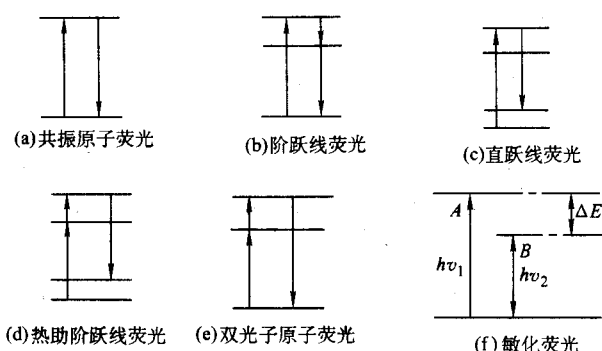 (a)共振原子荧光
(b)阶跃线荧光
(c)直跃线荧光
(d)热助阶跃线荧光
(e)双光子原子荧光
A
ΔE
B
hν₁
hν₂
(f)敏化荧光